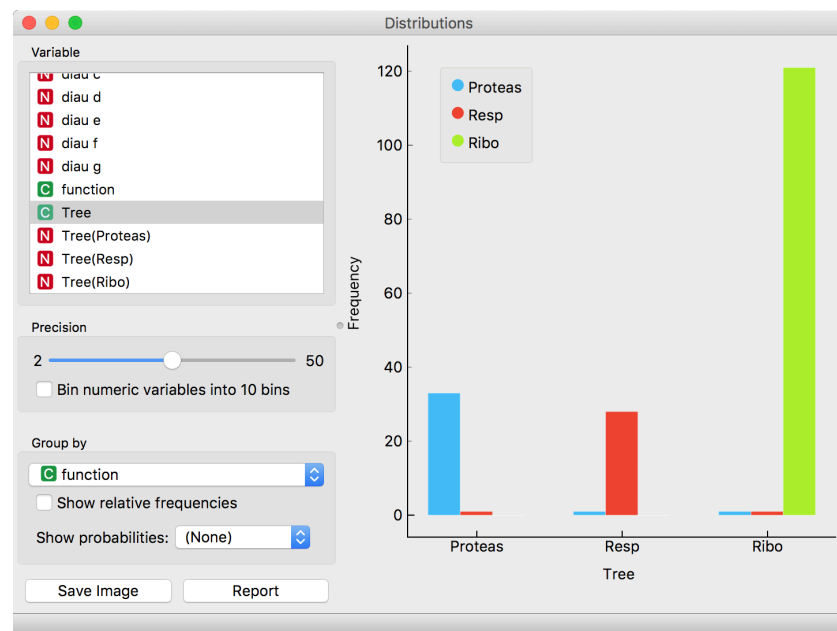 Distributions
Variable
N diau c
N diau d
N diau e
N diau f
N diau g
C function
C Tree
N Tree(Proteas)
N Tree(Resp)
N Tree(Ribo)
Precision
2 50
Bin numeric variables into 10 bins
Group by
C function
Show relative frequencies
Show probabilities: (None)
Save Image Report
Frequency
120
100
80
60
40
20
0
Proteas
Resp
Ribo
Proteas Resp Ribo
Tree